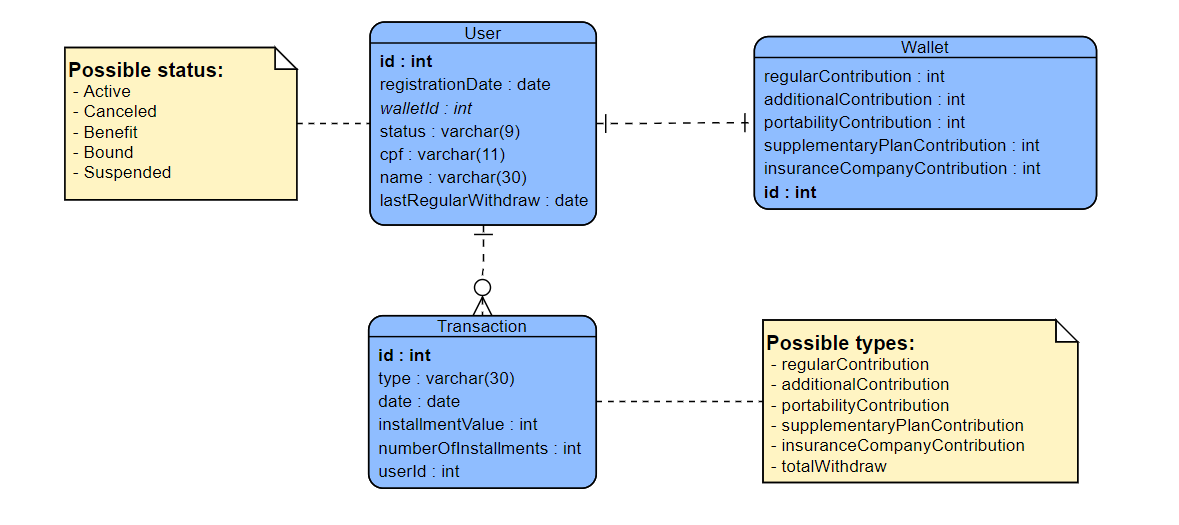 Possible status:
- Active
- Canceled
- Benefit
- Bound
- Suspended
User
id : int
registrationDate : date
walletId : int
status : varchar(9)
cpf : varchar(11)
name : varchar(30)
lastRegularWithdraw : date
Wallet
regularContribution : int
additionalContribution : int
portabilityContribution : int
supplementaryPlanContribution : int
insuranceCompanyContribution : int
id : int
Transaction
id : int
type : varchar(30)
date : date
installmentValue : int
numberOfInstallments : int
userId : int
Possible types:
- regularContribution
- additionalContribution
- portabilityContribution
- supplementaryPlanContribution
- insuranceCompanyContribution
- totalWithdraw